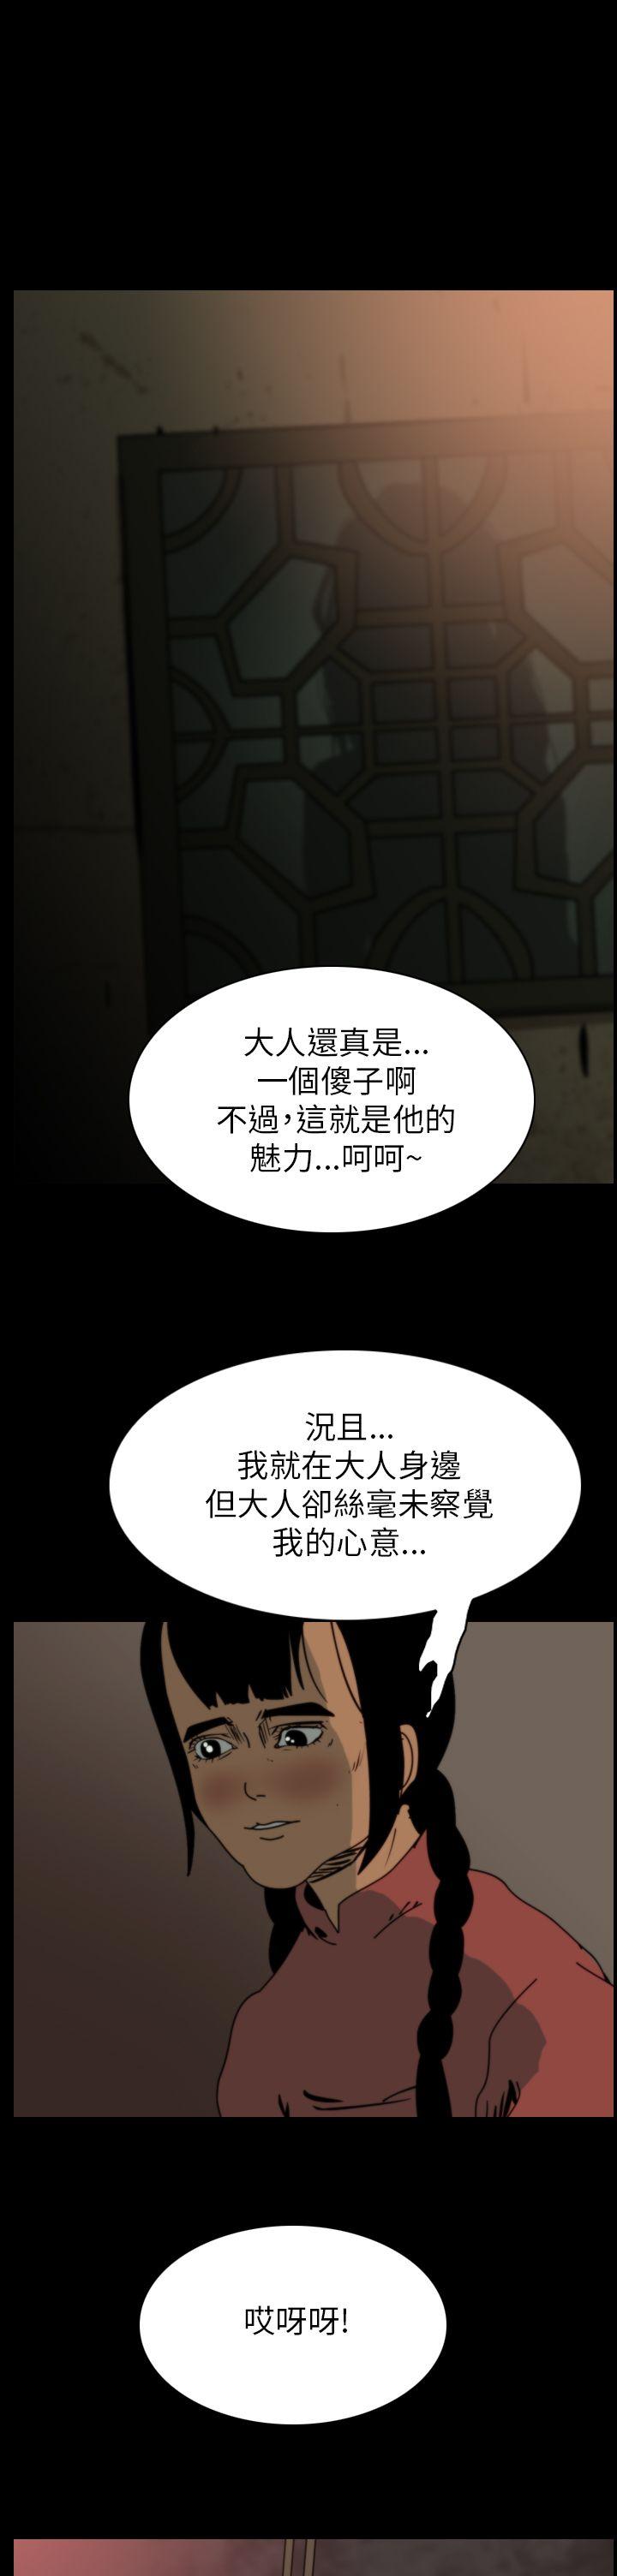 大人還真是...
一個傻子啊
不過,這就是他的
魅力...呵呵~
況且...
我就在大人身邊
但大人卻絲毫未察覺
我的心意...
哎呀呀!